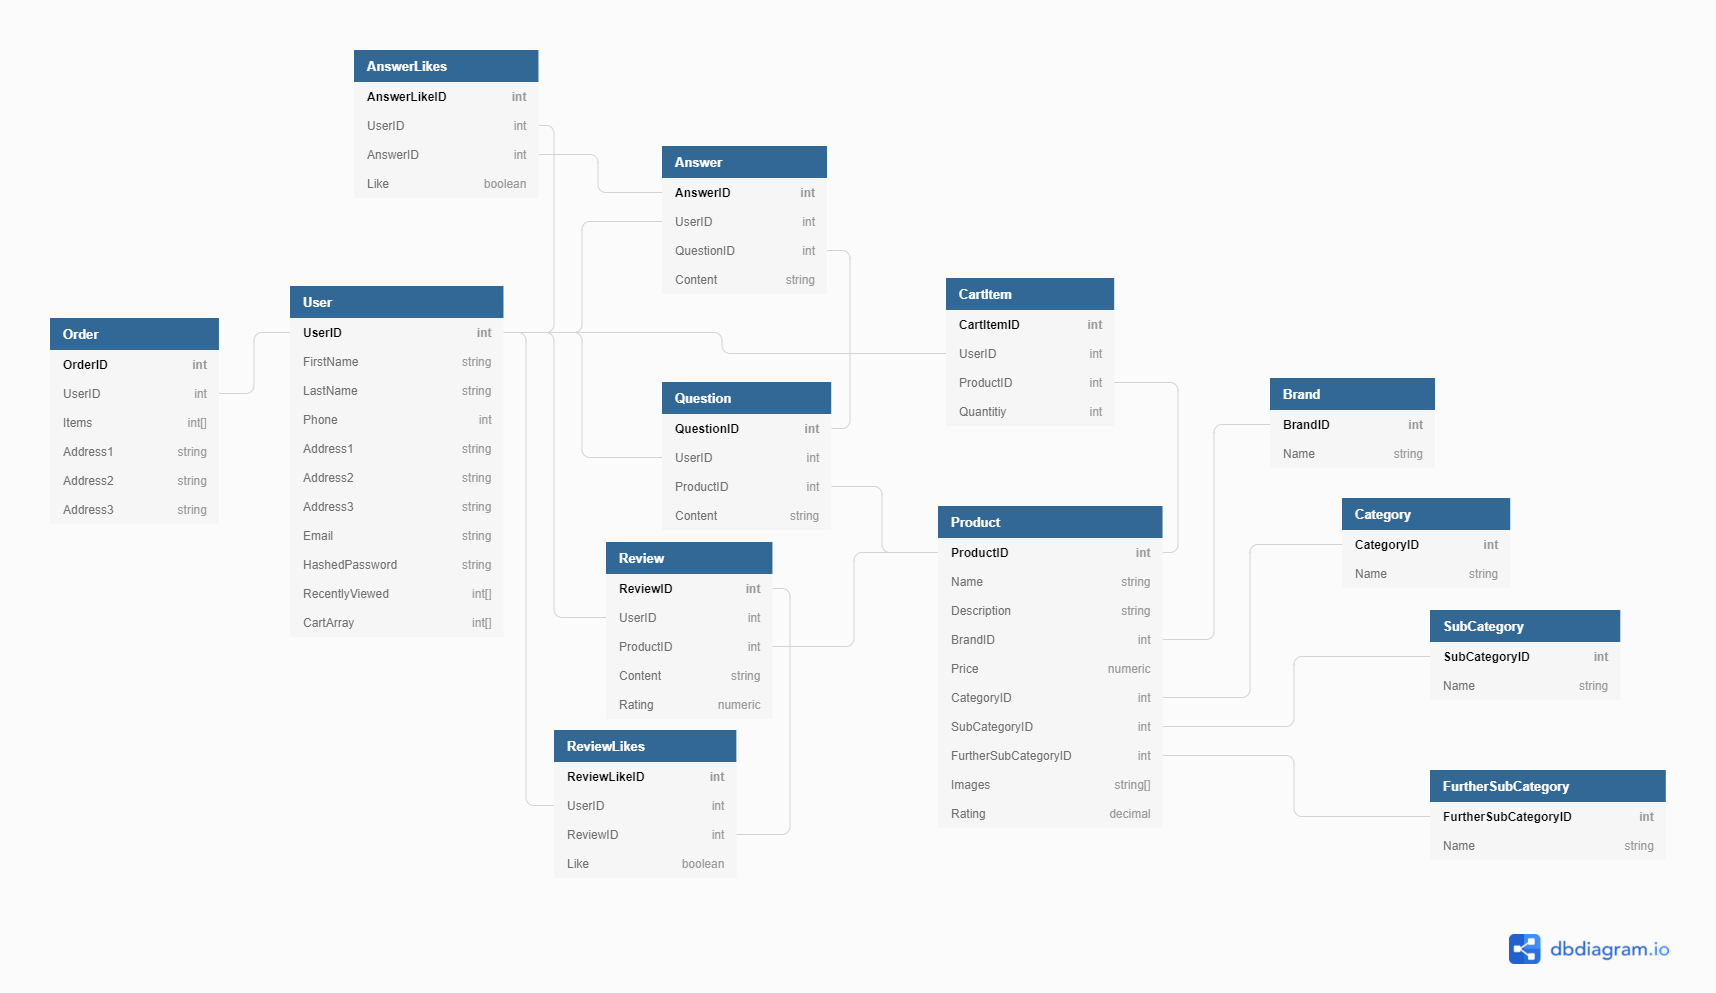 AnswerLikes
AnswerLikeID int
UserID int
AnswerID int
Like boolean
Answer
AnswerID int
UserID int
QuestionID int
Content string
User
UserID int
FirstName string
LastName string
Phone int
Address1 string
Address2 string
Address3 string
Email string
HashedPassword string
RecentlyViewed int[]
CartArray int[]
Order
OrderID int
UserID int
Items int[]
Address1 string
Address2 string
Address3 string
CartItem
CartItemID int
UserID int
ProductID int
Quantitiy int
Question
QuestionID int
UserID int
ProductID int
Content string
Brand
BrandID int
Name string
Product
ProductID int
Name string
Description string
BrandID int
Price numeric
CategoryID int
SubCategoryID int
FurtherSubCategoryID int
Images string[]
Rating decimal
Category
CategoryID int
Name string
Review
ReviewID int
UserID int
ProductID int
Content string
Rating numeric
SubCategory
SubCategoryID int
Name string
ReviewLikes
ReviewLikeID int
UserID int
ReviewID int
Like boolean
FurtherSubCategory
FurtherSubCategoryID int
Name string
dbdiagram.io